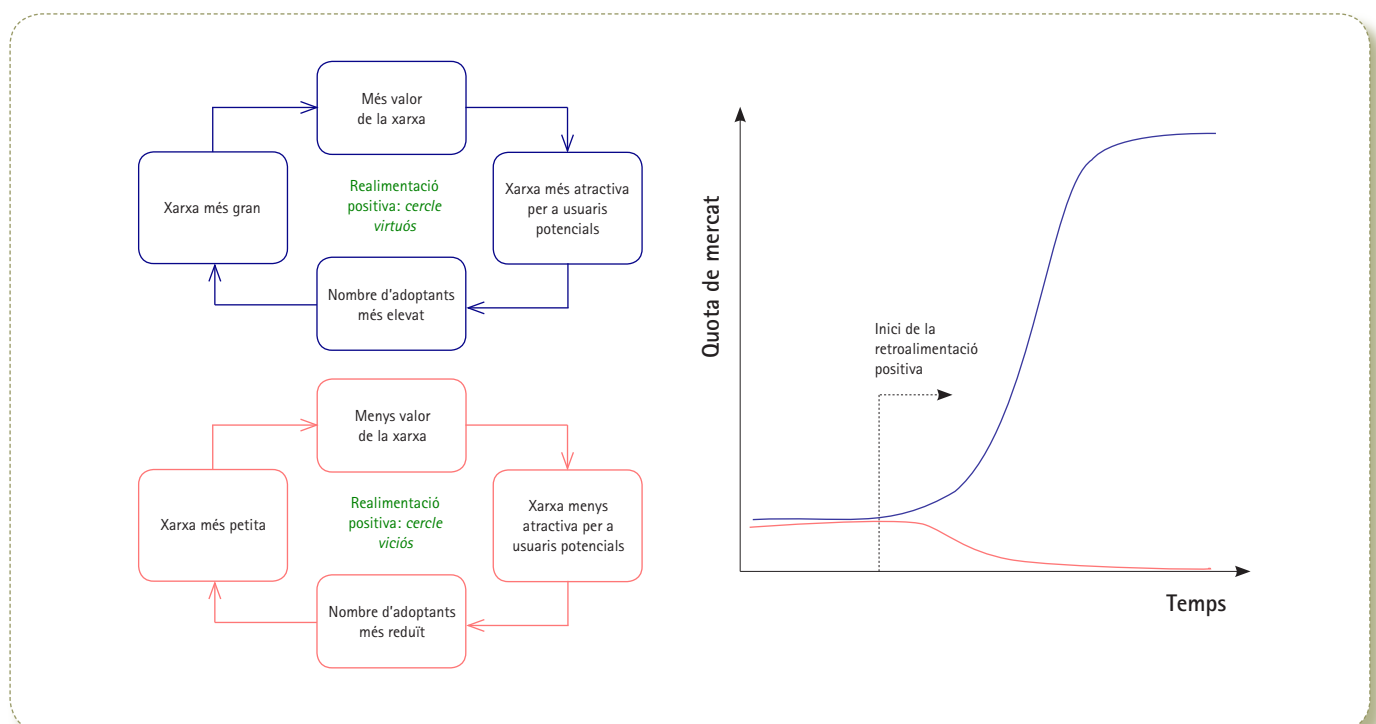 Més valor
de la xarxa
Xarxa més gran
Realimentació
positiva: cercle
virtuós
Xarxa més atractiva
per a usuaris
potencials
Nombre d'adoptants
més elevat
Menys valor
de la xarxa
Xarxa més petita
Realimentació
positiva: cercle
viciós
Xarxa menys
atractiva per a
usuaris potencials
Nombre d'adoptants
més reduït
Quota de mercat
Inici de la
retroalimentació
positiva
Temps